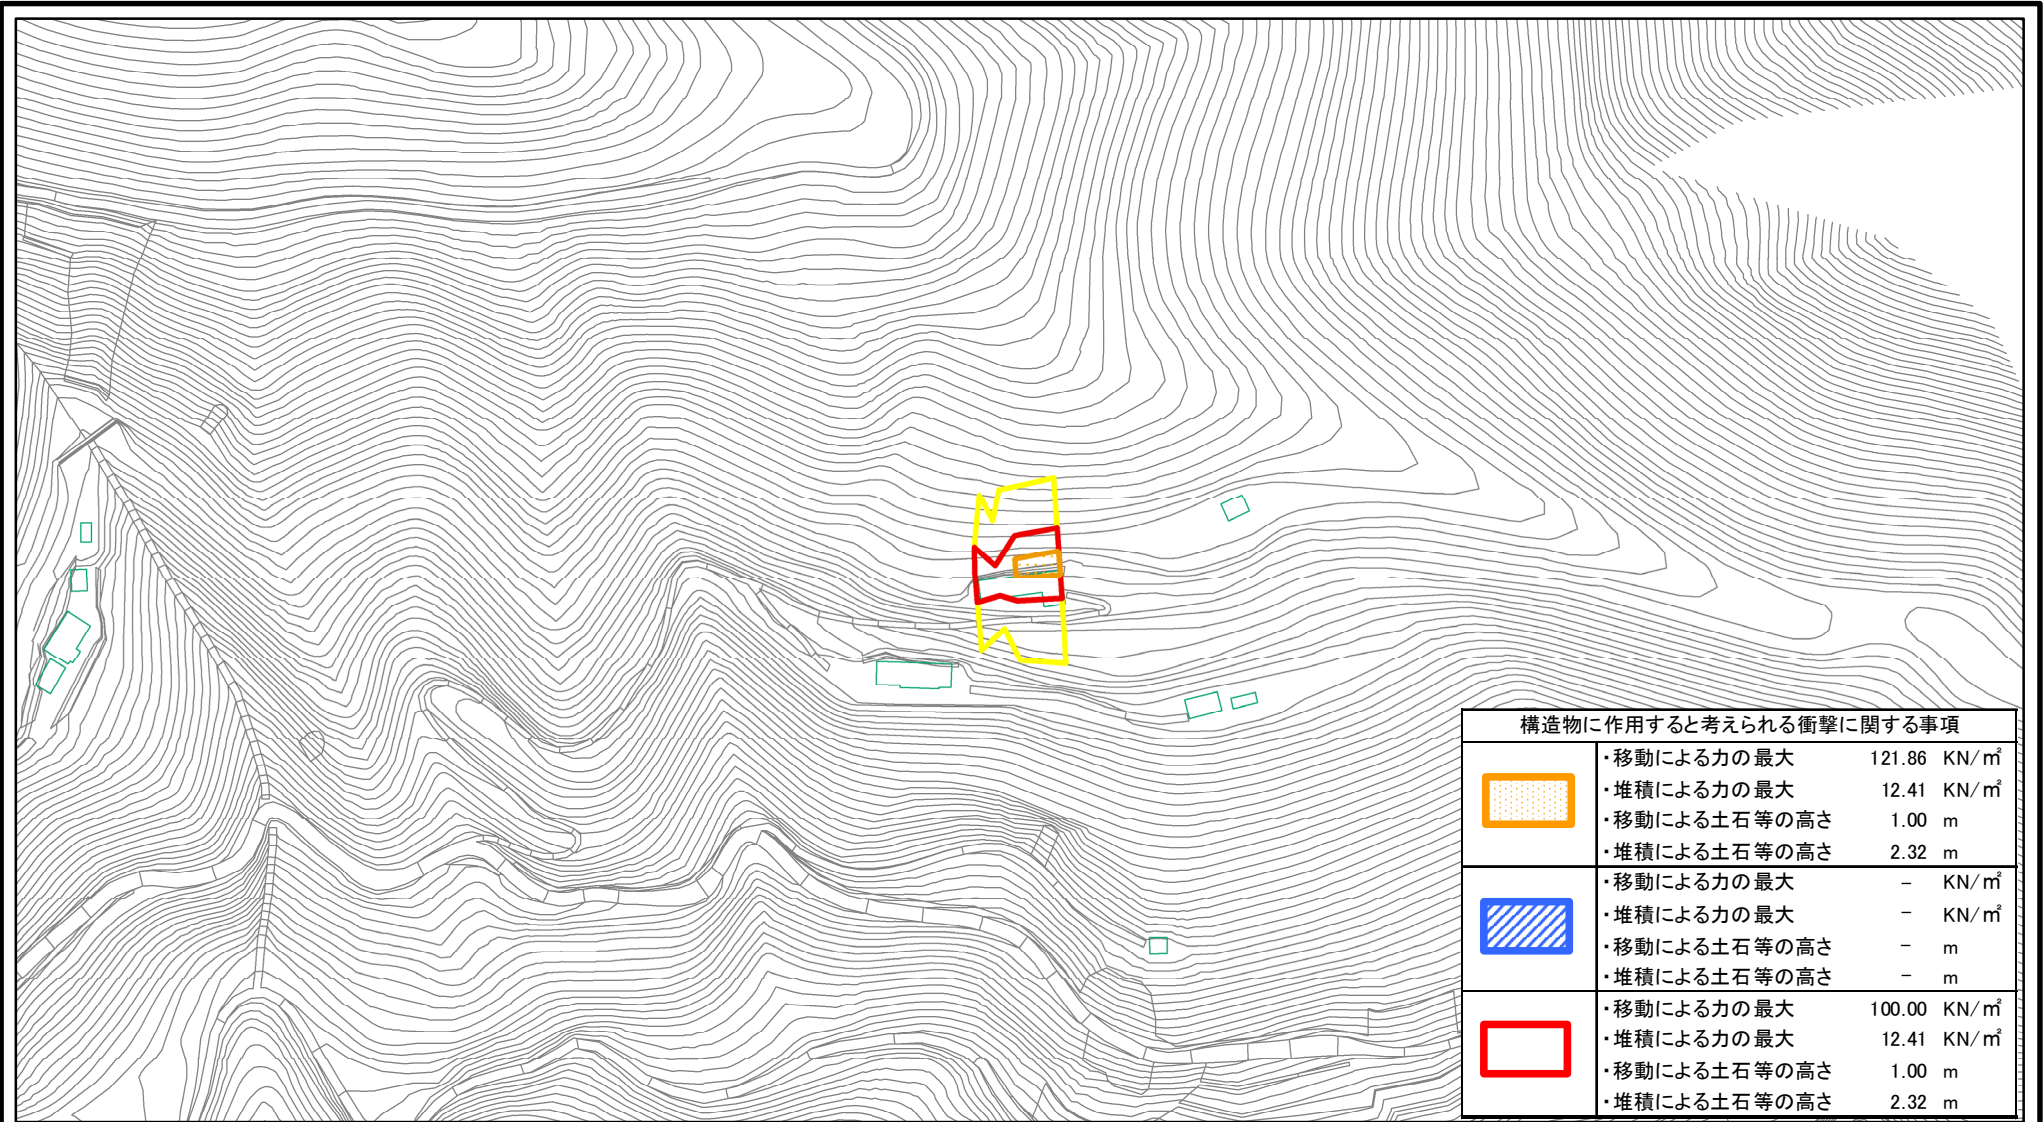 構造物に作用すると考えられる衝撃に関する事項
・移動による力の最大 121.86 KN/㎡
・堆積による力の最大 12.41 KN/㎡
・移動による土石等の高さ 1.00 m
・堆積による土石等の高さ 2.32 m
・移動による力の最大 － KN/㎡
・堆積による力の最大 － KN/㎡
・移動による土石等の高さ － m
・堆積による土石等の高さ － m
・移動による力の最大 100.00 KN/㎡
・堆積による力の最大 12.41 KN/㎡
・移動による土石等の高さ 1.00 m
・堆積による土石等の高さ 2.32 m